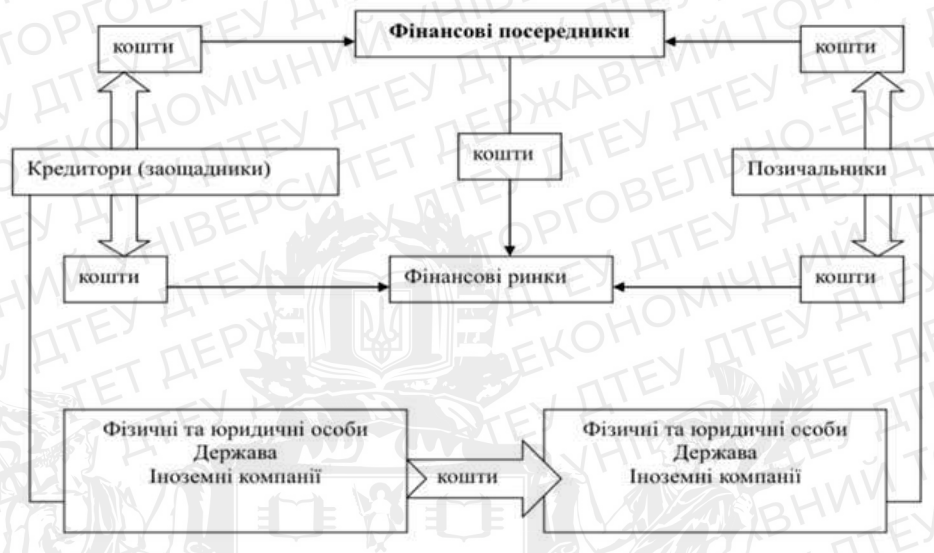 кошти
Фінансові посередники
кошти
кошти
Кредитори (заощадники)
Позичальники
кошти
Фінансові ринки
кошти
Фізичні та юридичні особи
Держава
Іноземні компанії
кошти
Фізичні та юридичні особи
Держава
Іноземні компанії